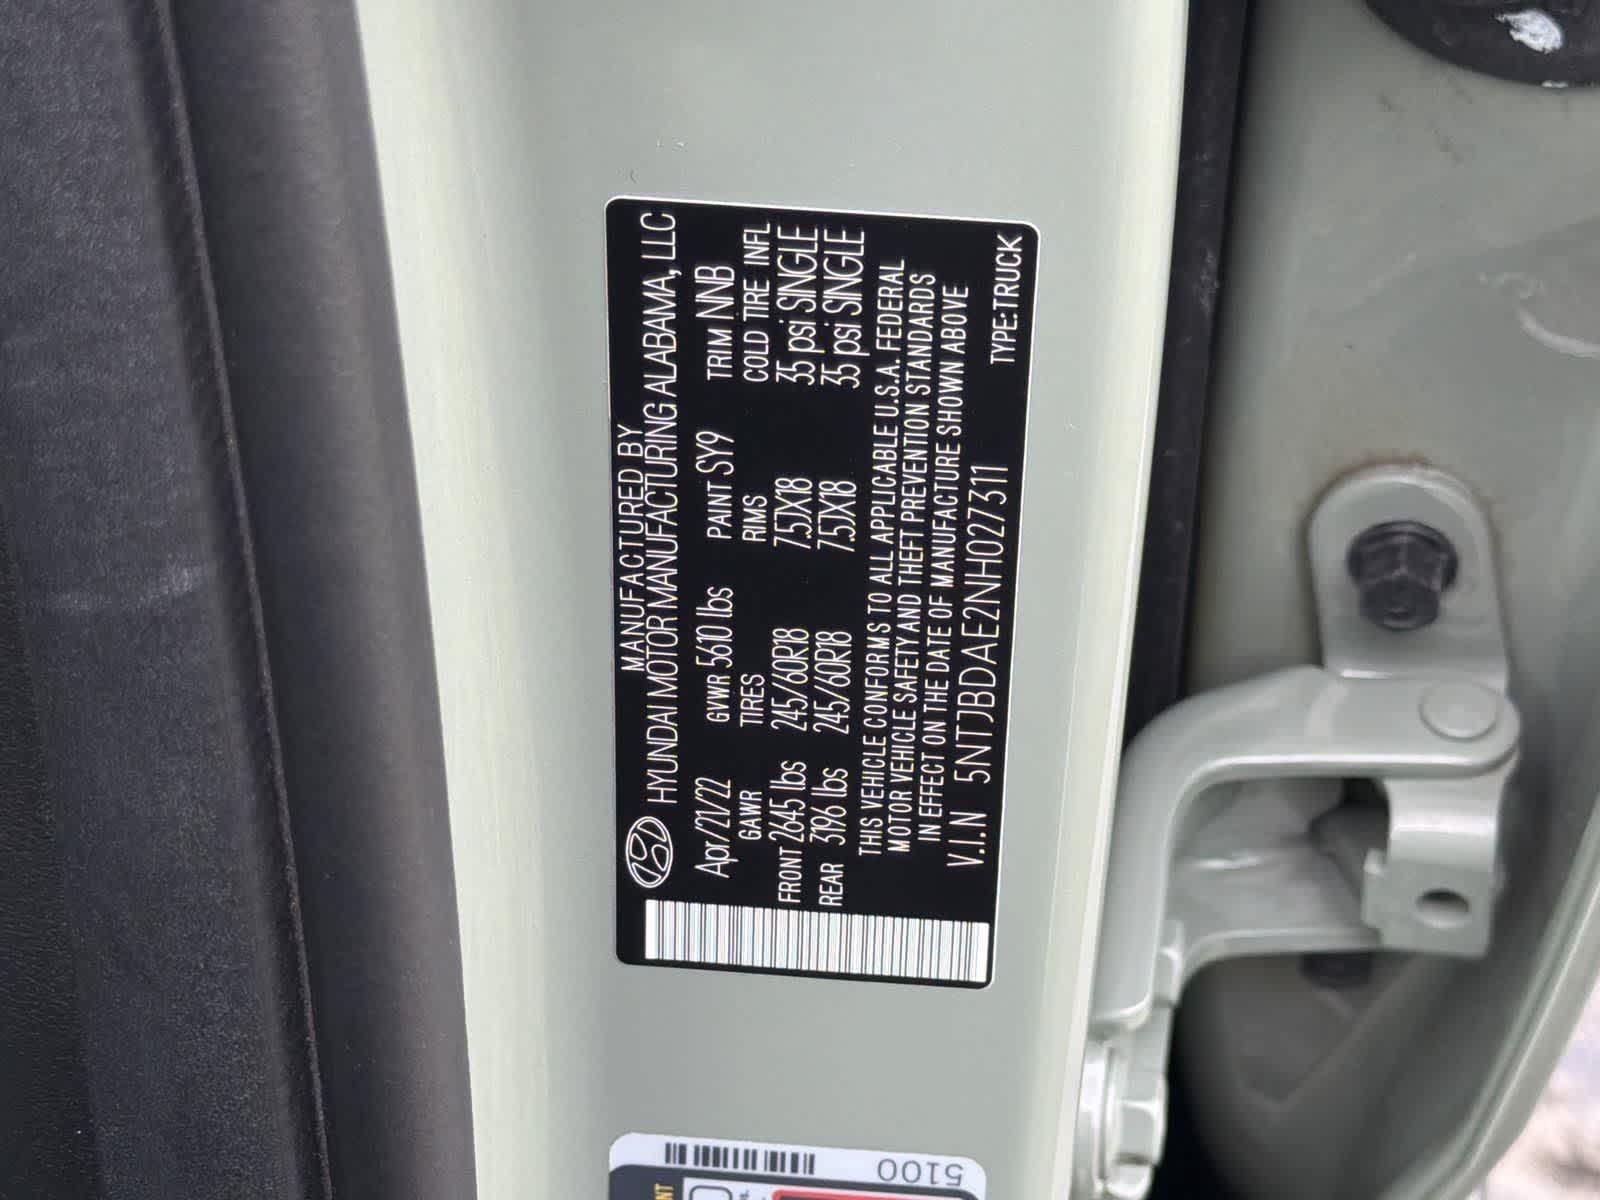 MANUFACTURED BY
HYUNDAI MOTOR MANUFACTURING ALABAMA, LLC
Apr/21/22 GVWR 5610 lbs PAINT SY9 TRIM NNB
GAWR TIRES RIMS COLD TIRE INFL
FRONT 2645 lbs 245/60R18 7.5JX18 35 psi SINGLE
REAR 3196 lbs 245/60R18 7.5JX18 35 psi SINGLE
THIS VEHICLE CONFORMS TO ALL APPLICABLE U.S.A. FEDERAL
MOTOR VEHICLE SAFETY AND THEFT PREVENTION STANDARDS
IN EFFECT ON THE DATE OF MANUFACTURE SHOWN ABOVE
V.I.N 5NTJBDAE2NH027311
TYPE:TRUCK
5100